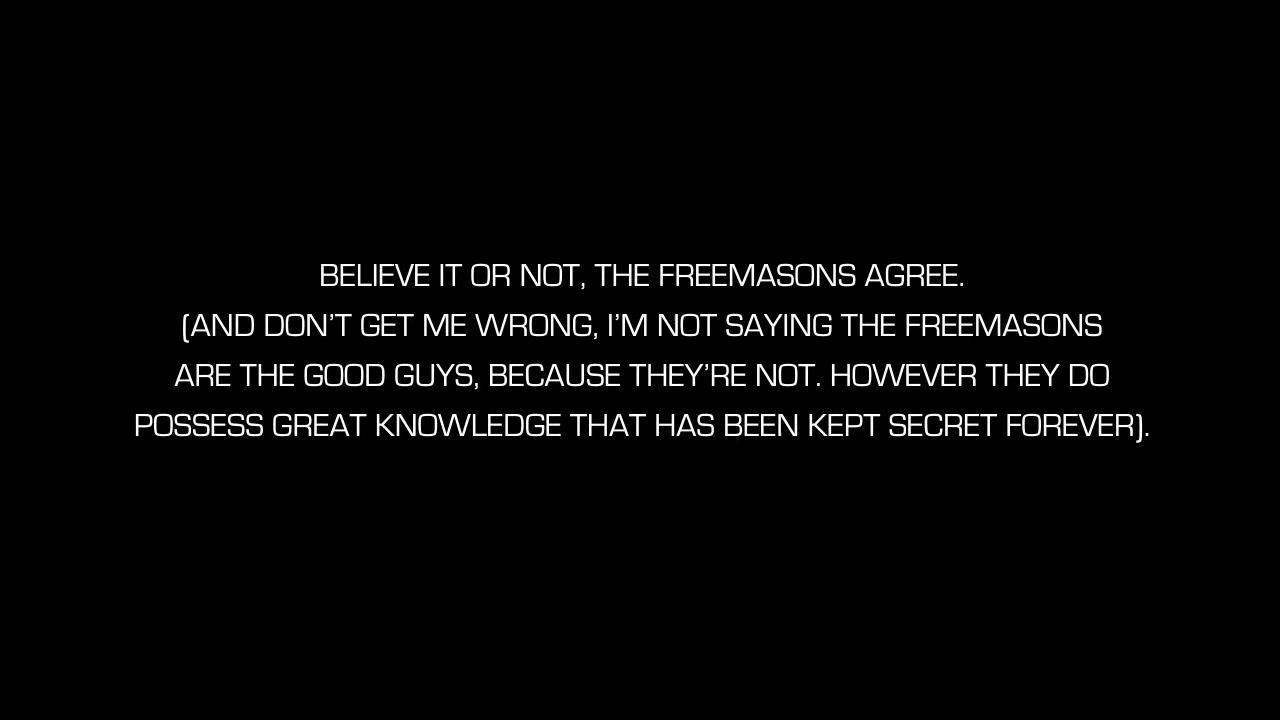 BELIEVE IT OR NOT, THE FREEMASONS AGREE.
(AND DON'T GET ME WRONG, I'M NOT SAYING THE FREEMASONS
ARE THE GOOD GUYS, BECAUSE THEY'RE NOT. HOWEVER THEY DO
POSSESS GREAT KNOWLEDGE THAT HAS BEEN KEPT SECRET FOREVER).